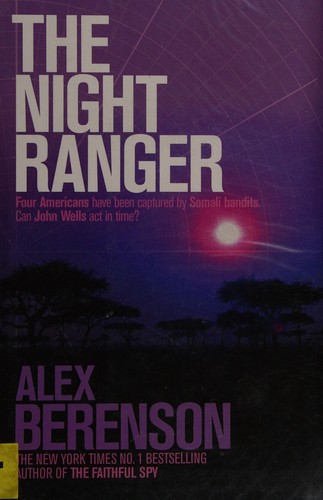 THE
NIGHT
RANGER
Four Americans have been captured by Somali bandits.
Can John Wells act in time?
ALEX
BERENSON
THE NEW YORK TIMES NO. 1 BESTSELLING
AUTHOR OF THE FAITHFUL SPY